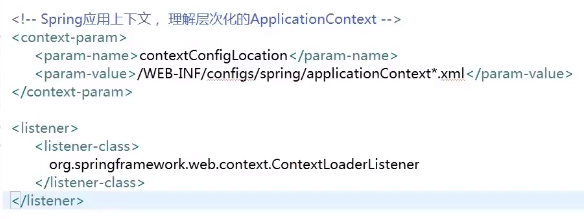 <!-- Spring应用上下文， 理解层次化的ApplicationContext -->
<context-param>
<param-name>contextConfigLocation</param-name>
<param-value>/WEB-INF/configs/spring/applicationContext*.xml</param-value>
</context-param>
<listener>
<listener-class>
org.springframework.web.context.ContextLoaderListener
</listener-class>
</listener>